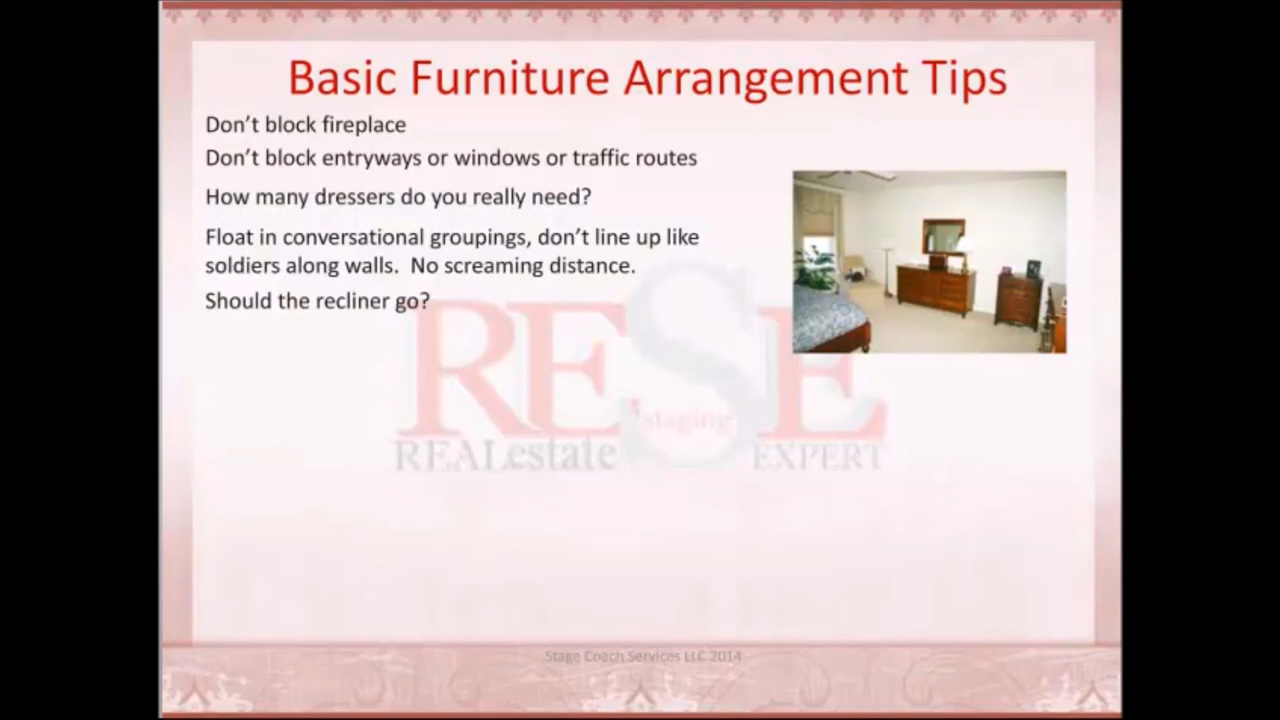 Basic Furniture Arrangement Tips
Don’t block fireplace
Don’t block entryways or windows or traffic routes
How many dressers do you really need?
Float in conversational groupings, don’t line up like
soldiers along walls.  No screaming distance.
Should the recliner go?
RESE
staging
REALestate EXPERT
Stage Coach Services LLC 2014